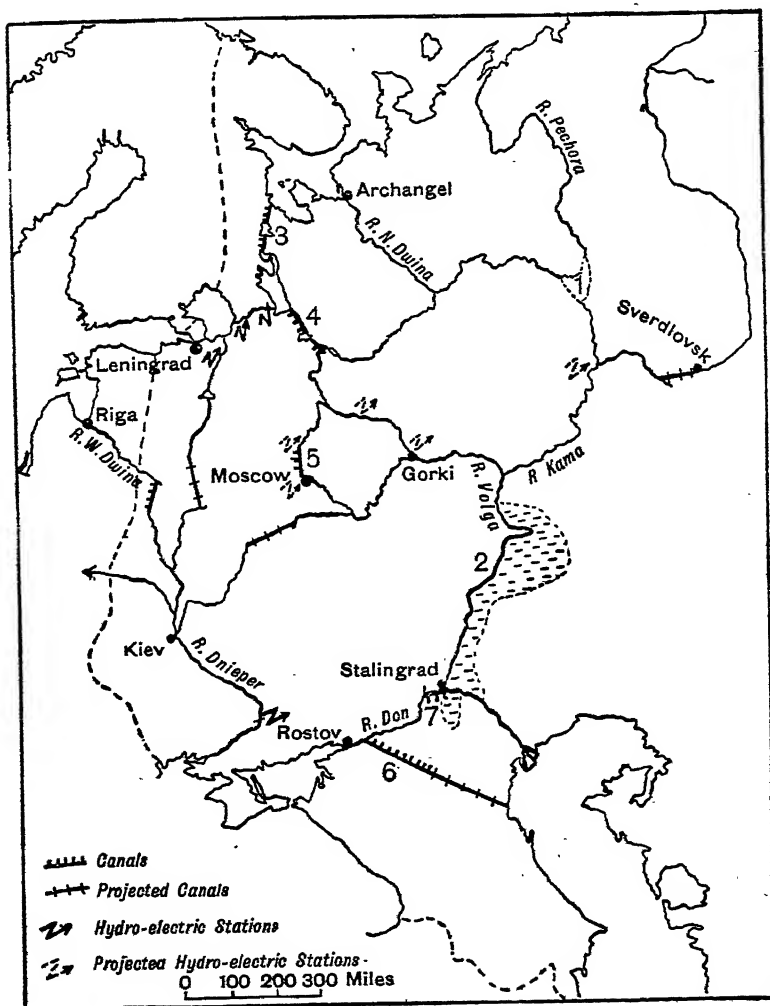 R. Pechora
Archangel
R. N. Dwina
3
4
Sverdlovsk
Leningrad
Riga
R. W. Dwina
Moscow
5
Gorki
R. Volga
R Kama
2
Kiev
R. Dnieper
Stalingrad
7
R. Don
Rostov
6
Canals
Projected Canals
Hydro-electric Stations
Projectea Hydro-electric Stations-
0 100 200 300 Miles